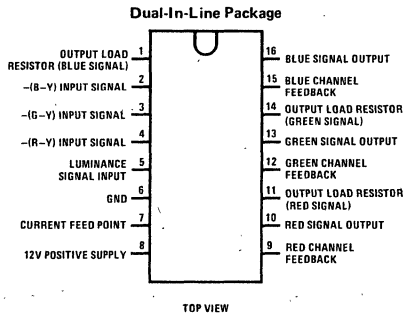 Dual-In-Line Package
OUTPUT LOAD
RESISTOR (BLUE SIGNAL)
1
–(B–Y) INPUT SIGNAL
2
–(G–Y) INPUT SIGNAL
3
–(R–Y) INPUT SIGNAL
4
LUMINANCE
SIGNAL INPUT
5
GND
6
CURRENT FEED POINT
7
12V POSITIVE SUPPLY
8
16
BLUE SIGNAL OUTPUT
15
BLUE CHANNEL
FEEDBACK
14
OUTPUT LOAD RESISTOR
(GREEN SIGNAL)
13
GREEN SIGNAL OUTPUT
12
GREEN CHANNEL
FEEDBACK
11
OUTPUT LOAD RESISTOR
(RED SIGNAL)
10
RED SIGNAL OUTPUT
9
RED CHANNEL
FEEDBACK
TOP VIEW